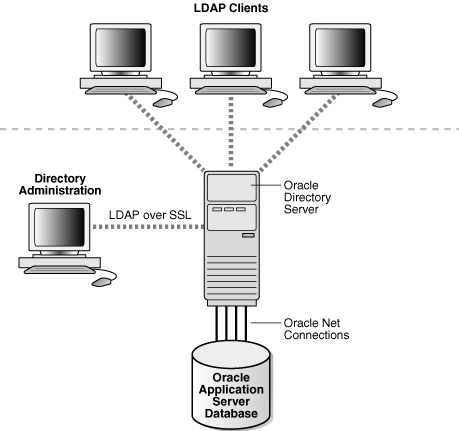 LDAP Clients
Directory
Administration
LDAP over SSL
Oracle
Directory
Server
Oracle Net
Connections
Oracle
Application
Server
Database